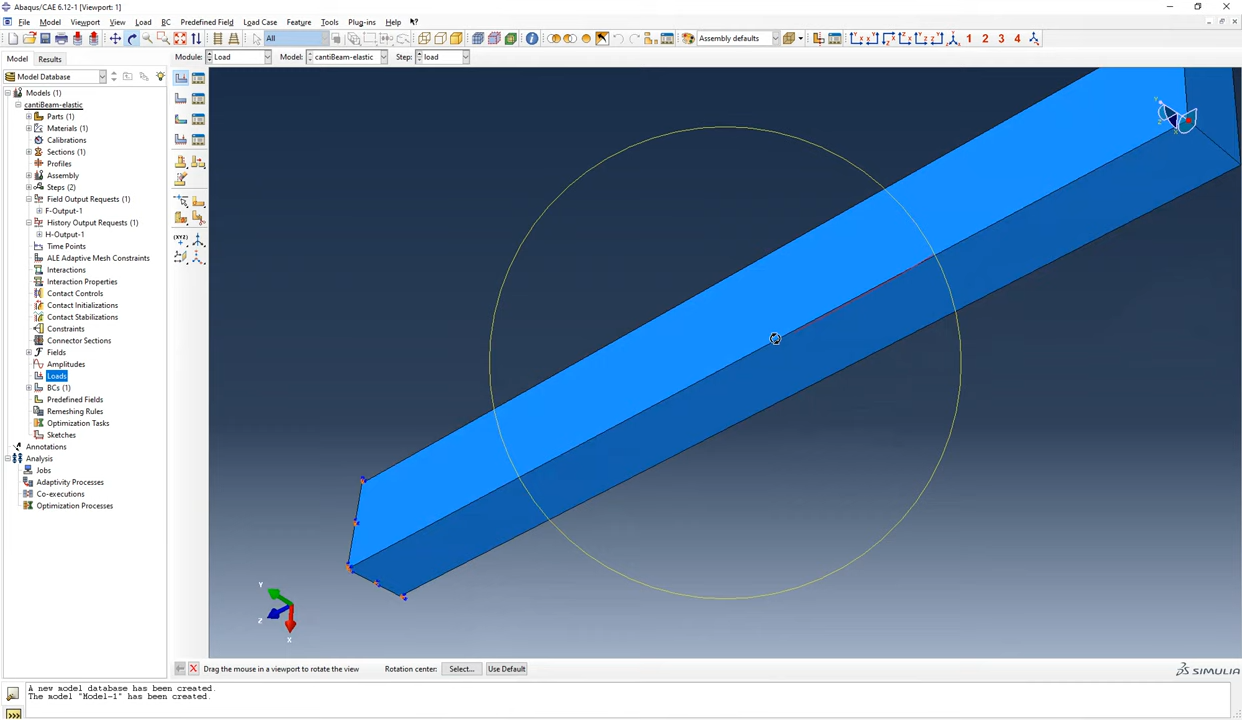 Abaqus/CAE 6.12-1 [Viewport: 1]
File Model Viewport View Load BC Predefined Field Load Case Feature Tools Plug-ins Help
All Assembly defaults 1 2 3 4
Model Results Module: Load Model: cantiBeam-elastic Step: load
Model Database
Models (1)
cantiBeam-elastic
Parts (1)
Materials (1)
Calibrations
Sections (1)
Profiles
Assembly
Steps (2)
Field Output Requests (1)
F-Output-1
History Output Requests (1)
H-Output-1
Time Points
ALE Adaptive Mesh Constraints
Interactions
Interaction Properties
Contact Controls
Contact Initializations
Contact Stabilizations
Constraints
Connector Sections
Fields
Amplitudes
Loads
BCs (1)
Predefined Fields
Remeshing Rules
Optimization Tasks
Sketches
Annotations
Analysis
Jobs
Adaptivity Processes
Co-executions
Optimization Processes
(XYZ)
Y
Z
X
Drag the mouse in a viewport to rotate the view Rotation center: Select... Use Default
SIMULIA
A new model database has been created.
The model "Model-1" has been created.
>>>